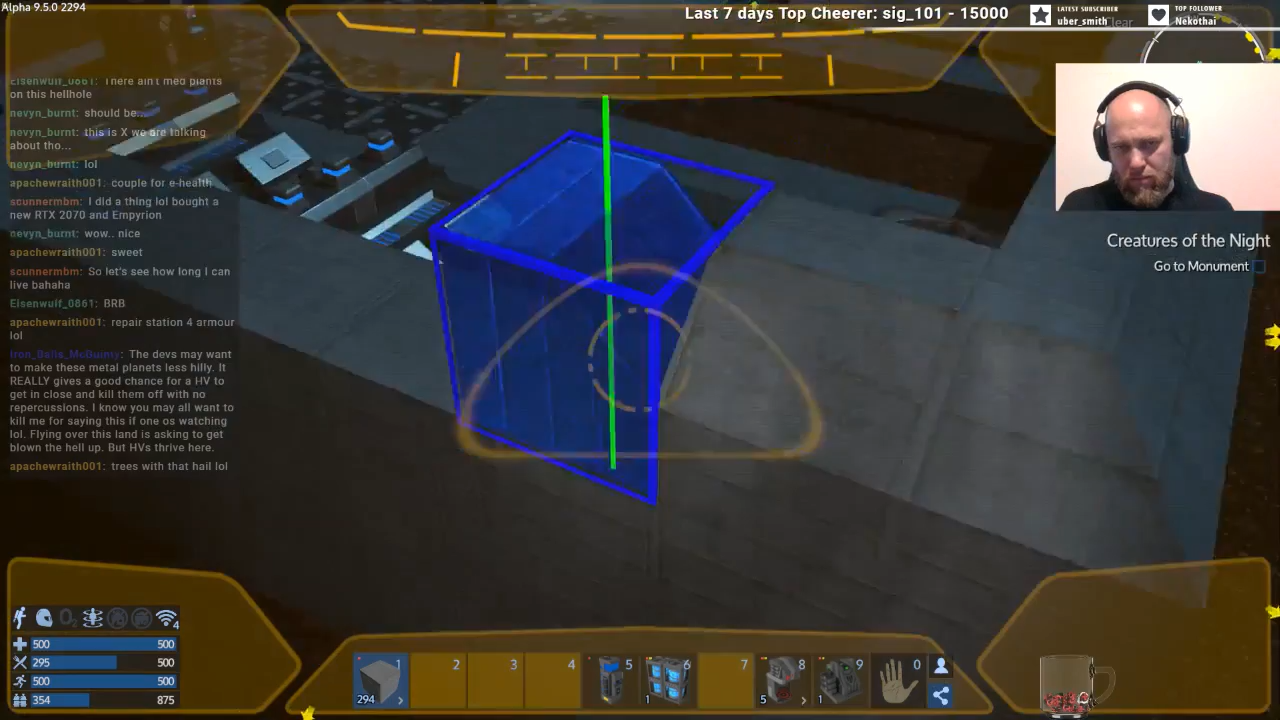 Alpha 9.5.0 2294
Last 7 days Top Cheerer: sig_101 - 15000
LATEST SUBSCRIBER
uber_smith
Clear
TOP FOLLOWER
Nekothai
Eisenwulf_0861: There ain't med plants
on this hellhole
nevyn_burnt: should be...
nevyn_burnt: this is X we are talking
about tho...
nevyn_burnt: lol
apachewraith001: couple for e-health
scunnermbm: I did a thing lol bought a
new RTX 2070 and Empyrion
nevyn_burnt: wow.. nice
apachewraith001: sweet
scunnermbm: So let's see how long I can
live bahaha
Eisenwulf_0861: BRB
apachewraith001: repair station 4 armour
lol
The devs may want
to make these metal planets less hilly. It
REALLY gives a good chance for a HV to
get in close and kill them off with no
repercussions. I know you may all want to
kill me for saying this if one os watching
lol. Flying over this land is asking to get
blown the hell up. But HVs thrive here.
apachewraith001: trees with that hail lol
Creatures of the Night
Go to Monument
O2
4
500 500
295 500
500 500
354 875
1 2 3 4 5 6 7 8 9 0
294 1 5 1